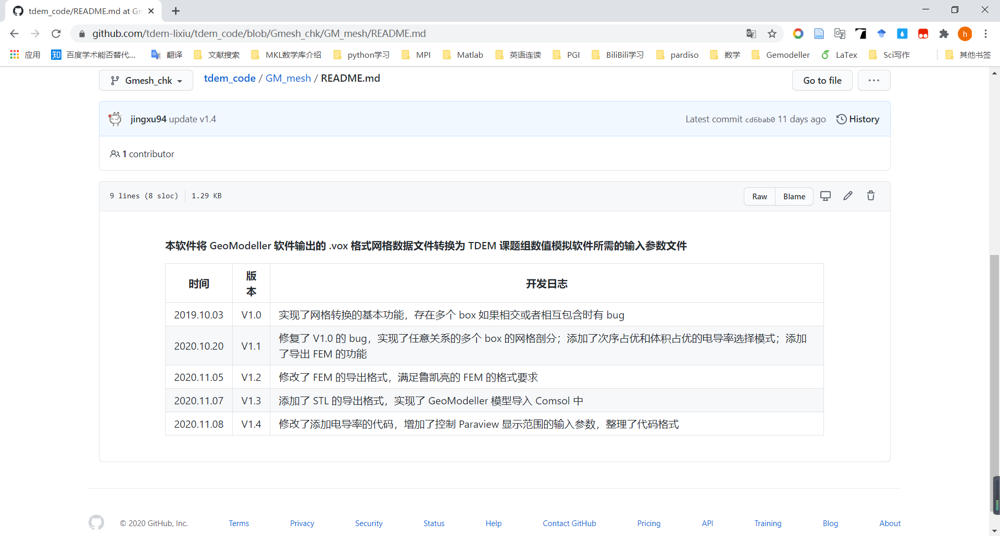 tdem_code/README.md at Gm
github.com/tdem-lixiu/tdem_code/blob/Gmesh_chk/GM_mesh/README.md
h
应用
知 百度学术能否替代...
翻译
文献搜索
MKL数学库介绍
python学习
MPI
Matlab
英语连读
PGI
BiliBili学习
pardiso
数学
Gemodeller
LaTex
Sci写作
其他书签
Gmesh_chk
tdem_code / GM_mesh / README.md
Go to file
...
jingxu94 update v1.4
Latest commit cd6bab0 11 days ago
History
1 contributor
9 lines (8 sloc) 1.29 KB
Raw
Blame
本软件将 GeoModeller 软件输出的 .vox 格式网格数据文件转换为 TDEM 课题组数值模拟软件所需的输入参数文件
时间 版本 开发日志
2019.10.03 V1.0 实现了网格转换的基本功能，存在多个 box 如果相交或者相互包含时有 bug
2020.10.20 V1.1 修复了 V1.0 的 bug，实现了任意关系的多个 box 的网格剖分；添加了次序占优和体积占优的电导率选择模式；添加
了导出 FEM 的功能
2020.11.05 V1.2 修改了 FEM 的导出格式，满足鲁凯亮的 FEM 的格式要求
2020.11.07 V1.3 添加了 STL 的导出格式，实现了 GeoModeller 模型导入 Comsol 中
2020.11.08 V1.4 修改了添加电导率的代码，增加了控制 Paraview 显示范围的输入参数，整理了代码格式
© 2020 GitHub, Inc.
Terms
Privacy
Security
Status
Help
Contact GitHub
Pricing
API
Training
Blog
About